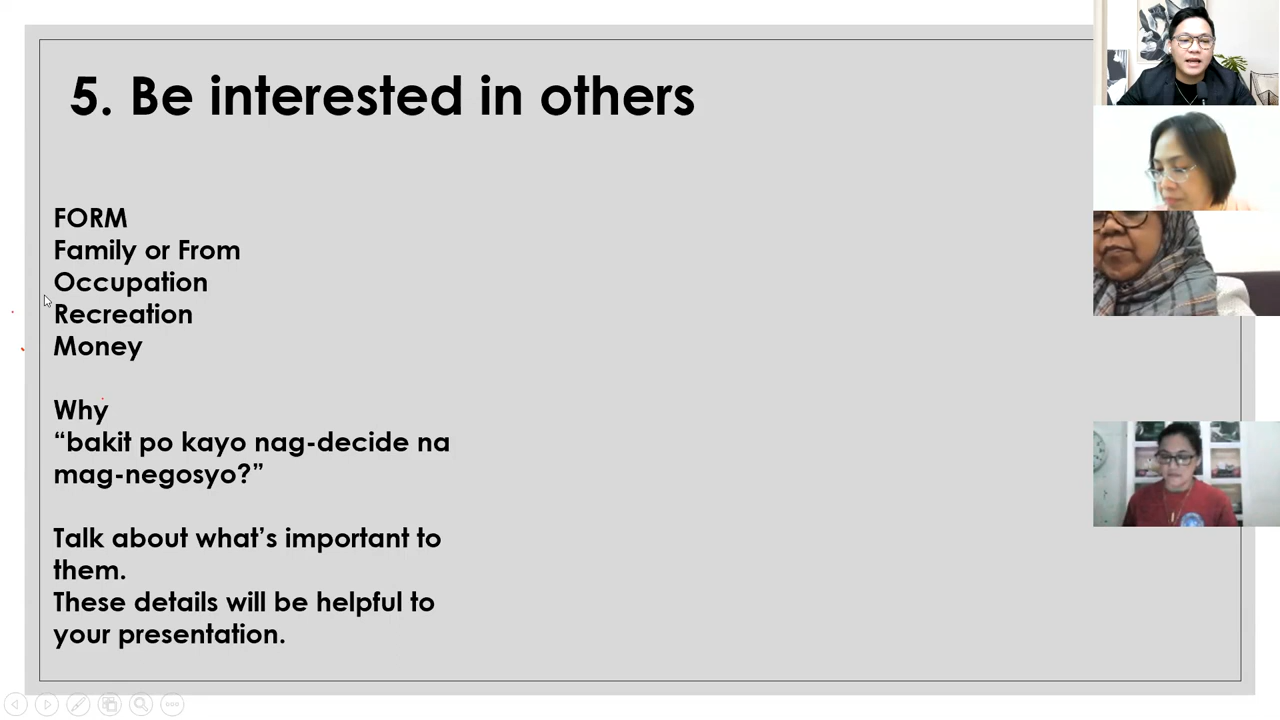 5. Be interested in others
FORM
Family or From
Occupation
Recreation
Money
Why
“bakit po kayo nag-decide na
mag-negosyo?”
Talk about what’s important to
them.
These details will be helpful to
your presentation.